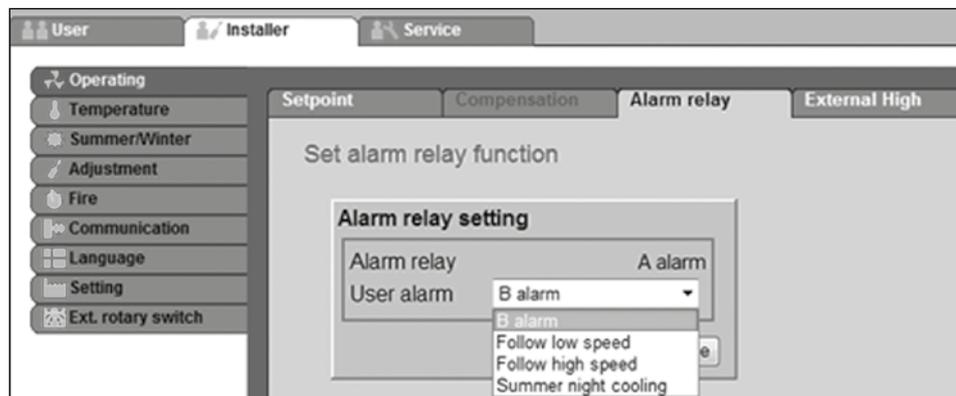 User Installer Service
Operating
Temperature
Summer/Winter
Adjustment
Fire
Communication
Language
Setting
Ext. rotary switch
Setpoint Compensation Alarm relay External High
Set alarm relay function
Alarm relay setting
Alarm relay A alarm
User alarm B alarm
B alarm
Follow low speed
Follow high speed
Summer night cooling